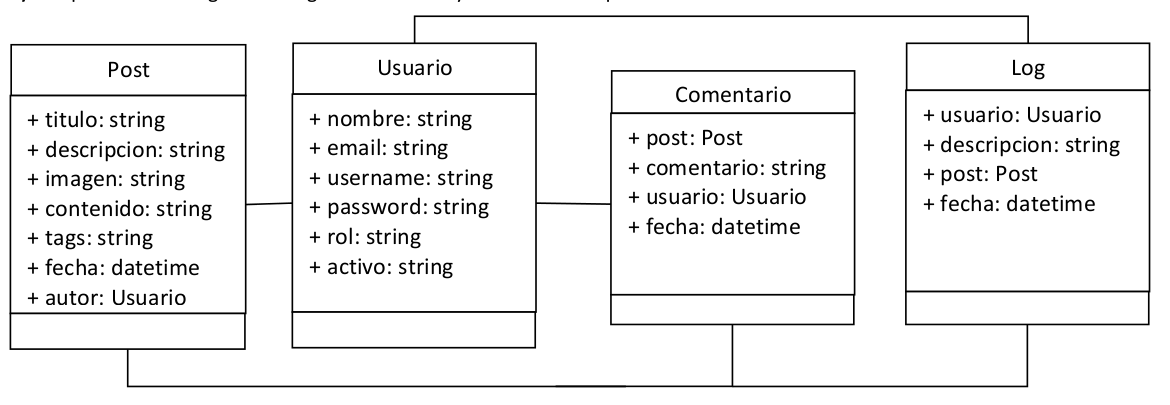 Post
+ titulo: string
+ descripcion: string
+ imagen: string
+ contenido: string
+ tags: string
+ fecha: datetime
+ autor: Usuario
Usuario
+ nombre: string
+ email: string
+ username: string
+ password: string
+ rol: string
+ activo: string
Comentario
+ post: Post
+ comentario: string
+ usuario: Usuario
+ fecha: datetime
Log
+ usuario: Usuario
+ descripcion: string
+ post: Post
+ fecha: datetime